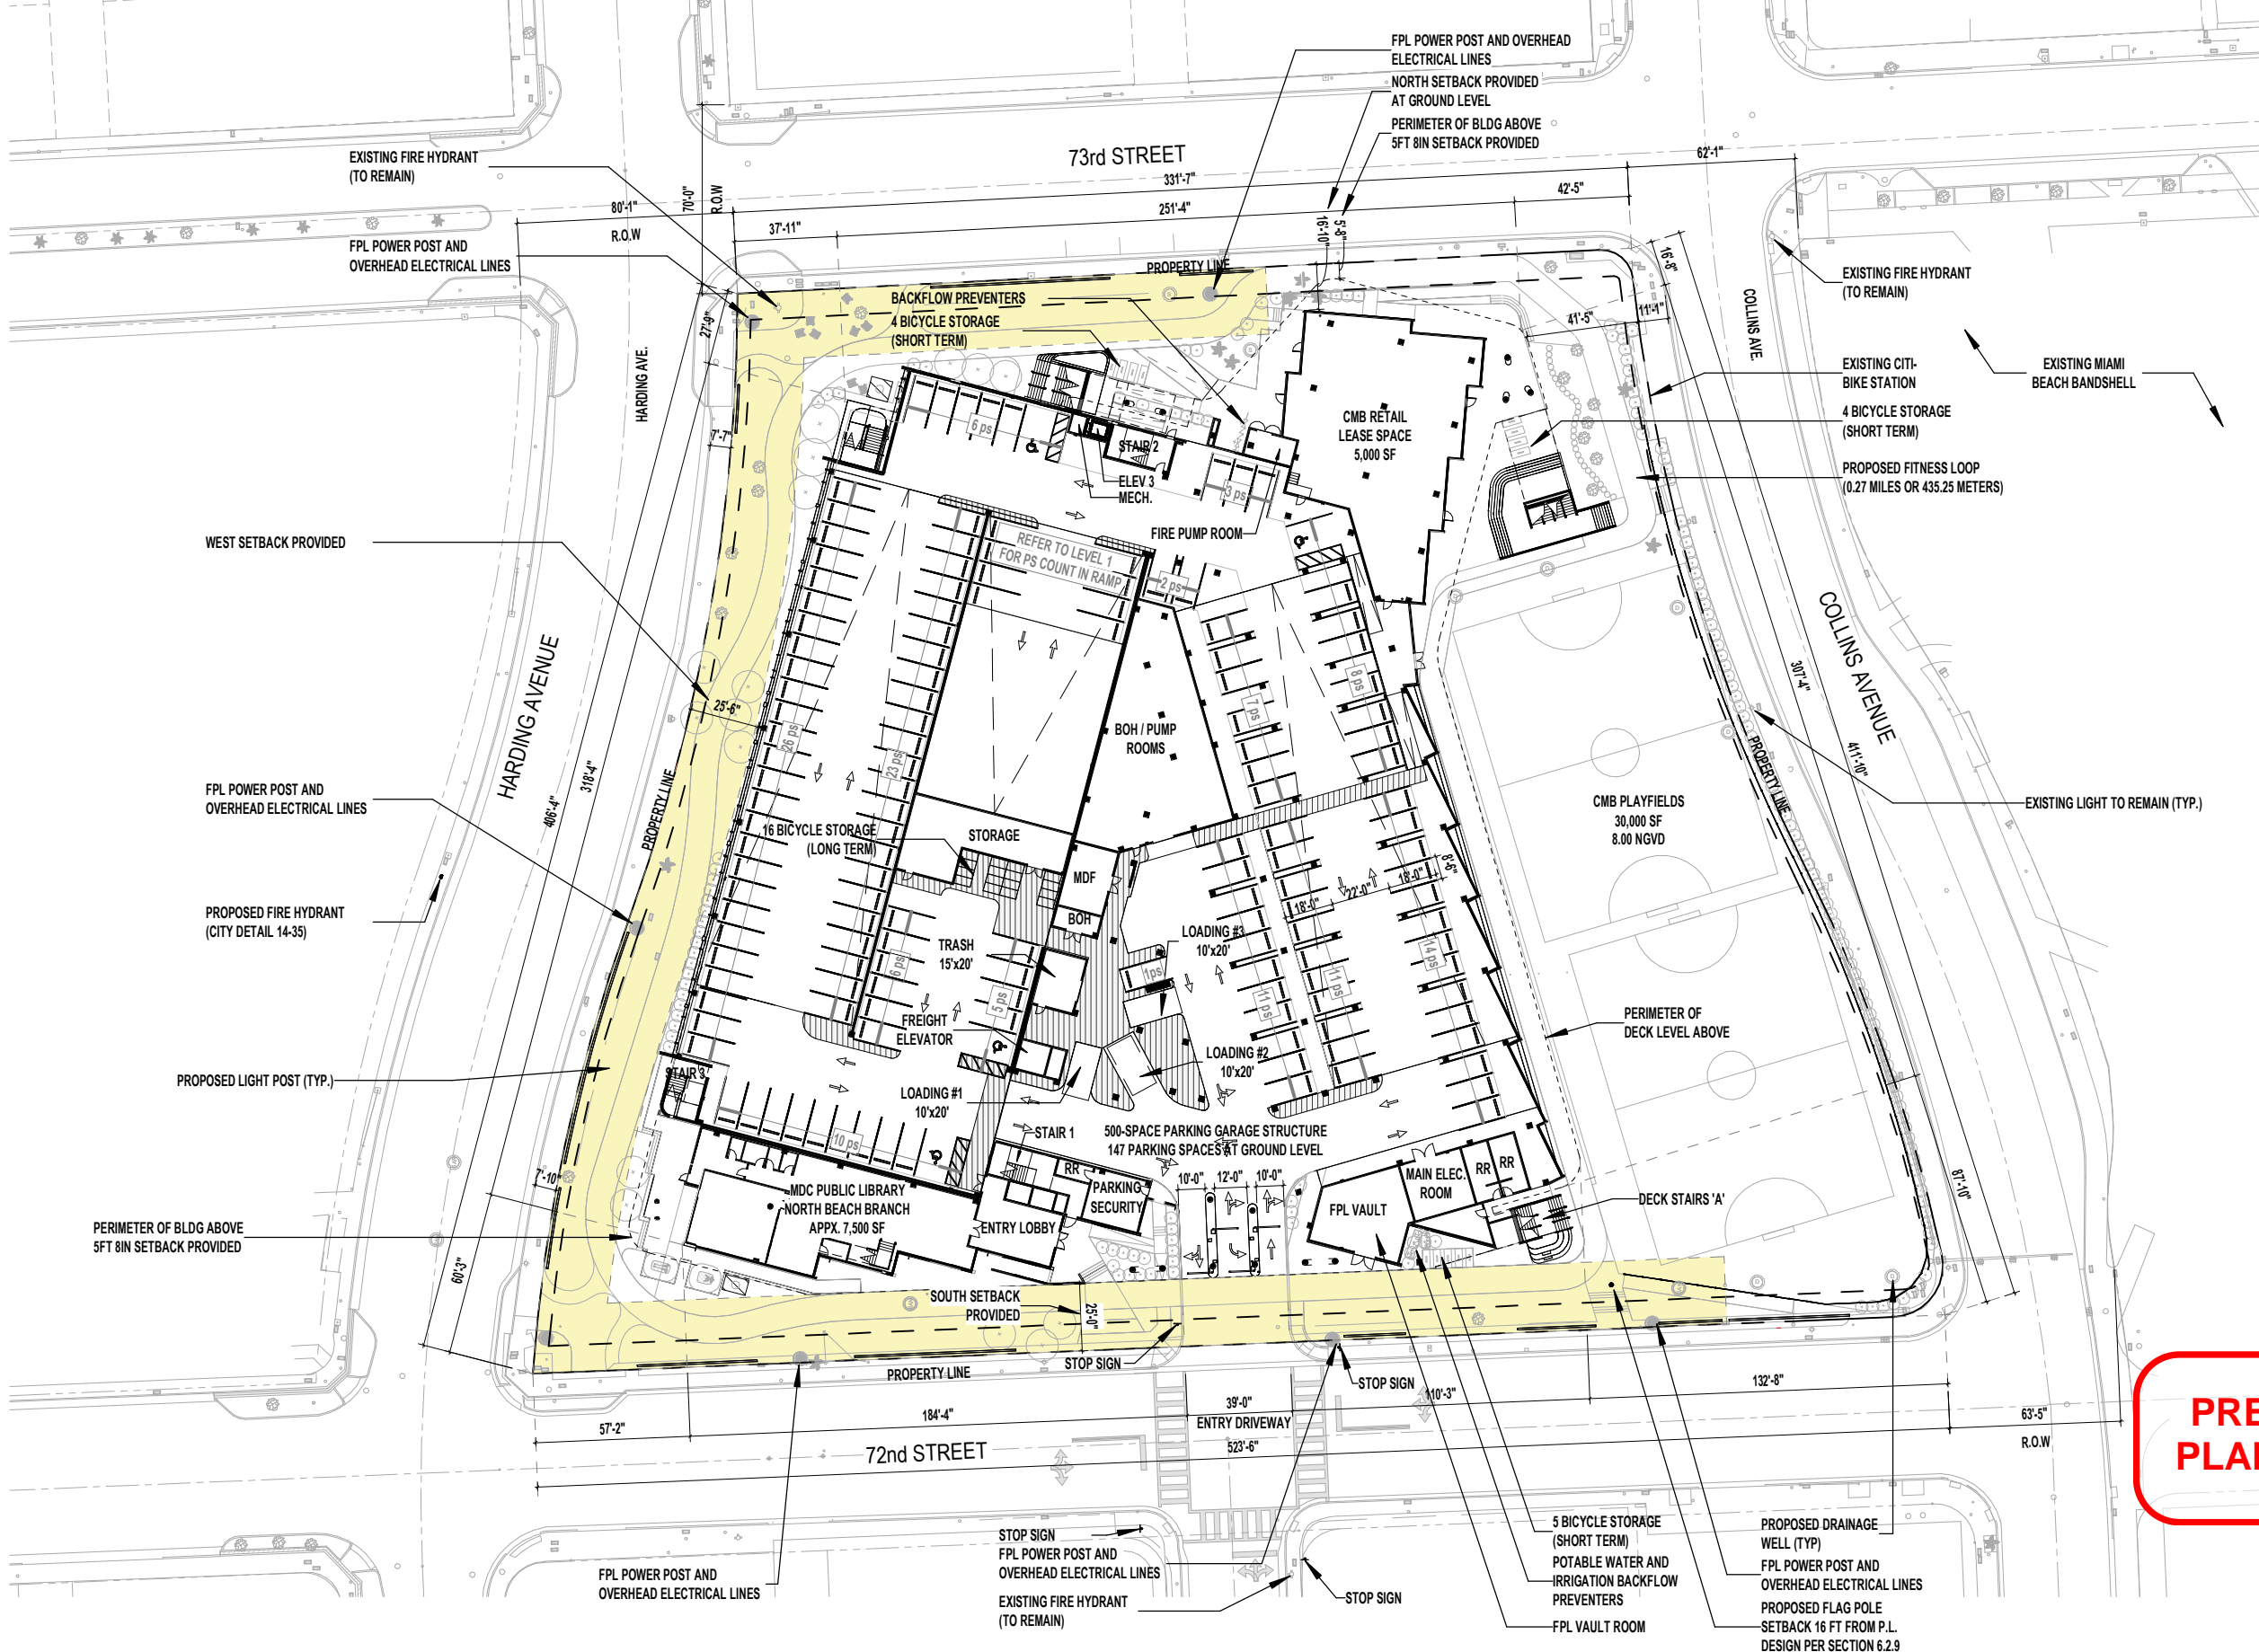 FPL POWER POST AND OVERHEAD
ELECTRICAL LINES
NORTH SETBACK PROVIDED
AT GROUND LEVEL
PERIMETER OF BLDG ABOVE
5FT 8IN SETBACK PROVIDED
EXISTING FIRE HYDRANT
(TO REMAIN)
73rd STREET
62'-1"
331'-7"
42'-5"
80'-1"
R.O.W
70'-0"
R.O.W
251'-4"
37'-11"
16'-10"
5'-8"
FPL POWER POST AND
OVERHEAD ELECTRICAL LINES
PROPERTY LINE
16'-8"
COLLINS AVE.
EXISTING FIRE HYDRANT
(TO REMAIN)
BACKFLOW PREVENTERS
4 BICYCLE STORAGE
(SHORT TERM)
27'-9"
41'-5"
11'-1"
HARDING AVE.
EXISTING CITI-
BIKE STATION
EXISTING MIAMI
BEACH BANDSHELL
4 BICYCLE STORAGE
(SHORT TERM)
CMB RETAIL
LEASE SPACE
5,000 SF
6 ps
7'-7"
STAIR 2
ELEV 3
MECH.
3 ps
PROPOSED FITNESS LOOP
(0.27 MILES OR 435.25 METERS)
FIRE PUMP ROOM
WEST SETBACK PROVIDED
REFER TO LEVEL 1
FOR PS COUNT IN RAMP
2 ps
COLLINS AVENUE
HARDING AVENUE
25'-6"
26 ps
23 ps
7 ps
8 ps
307'-4"
411'-10"
BOH / PUMP
ROOMS
PROPERTY LINE
FPL POWER POST AND
OVERHEAD ELECTRICAL LINES
406'-4"
318'-4"
PROPERTY LINE
CMB PLAYFIELDS
30,000 SF
8.00 NGVD
EXISTING LIGHT TO REMAIN (TYP.)
16 BICYCLE STORAGE
(LONG TERM)
STORAGE
MDF
8'-6"
18'-0"
22'-0"
18'-0"
PROPOSED FIRE HYDRANT
(CITY DETAIL 14-35)
BOH
LOADING #3
10'x20'
TRASH
15'x20'
6 ps
5 ps
1ps
11 ps
11 ps
14 ps
FREIGHT
ELEVATOR
PERIMETER OF
DECK LEVEL ABOVE
LOADING #2
10'x20'
PROPOSED LIGHT POST (TYP.)
STAIR 3
LOADING #1
10'x20'
10 ps
STAIR 1
500-SPACE PARKING GARAGE STRUCTURE
147 PARKING SPACES AT GROUND LEVEL
7'-10"
RR
PARKING
SECURITY
10'-0"
12'-0"
10'-0"
MAIN ELEC.
ROOM
RR
RR
87'-10"
MDC PUBLIC LIBRARY
NORTH BEACH BRANCH
APPX. 7,500 SF
ENTRY LOBBY
FPL VAULT
DECK STAIRS 'A'
PERIMETER OF BLDG ABOVE
5FT 8IN SETBACK PROVIDED
60'-3"
SOUTH SETBACK
PROVIDED
25'-0"
STOP SIGN
PROPERTY LINE
STOP SIGN
110'-3"
132'-8"
57'-2"
184'-4"
39'-0"
ENTRY DRIVEWAY
523'-6"
63'-5"
R.O.W
72nd STREET
PRE
PLA
STOP SIGN
FPL POWER POST AND
OVERHEAD ELECTRICAL LINES
FPL POWER POST AND
OVERHEAD ELECTRICAL LINES
EXISTING FIRE HYDRANT
(TO REMAIN)
STOP SIGN
5 BICYCLE STORAGE
(SHORT TERM)
POTABLE WATER AND
IRRIGATION BACKFLOW
PREVENTERS
FPL VAULT ROOM
PROPOSED DRAINAGE
WELL (TYP)
FPL POWER POST AND
OVERHEAD ELECTRICAL LINES
PROPOSED FLAG POLE
SETBACK 16 FT FROM P.L.
DESIGN PER SECTION 6.2.9